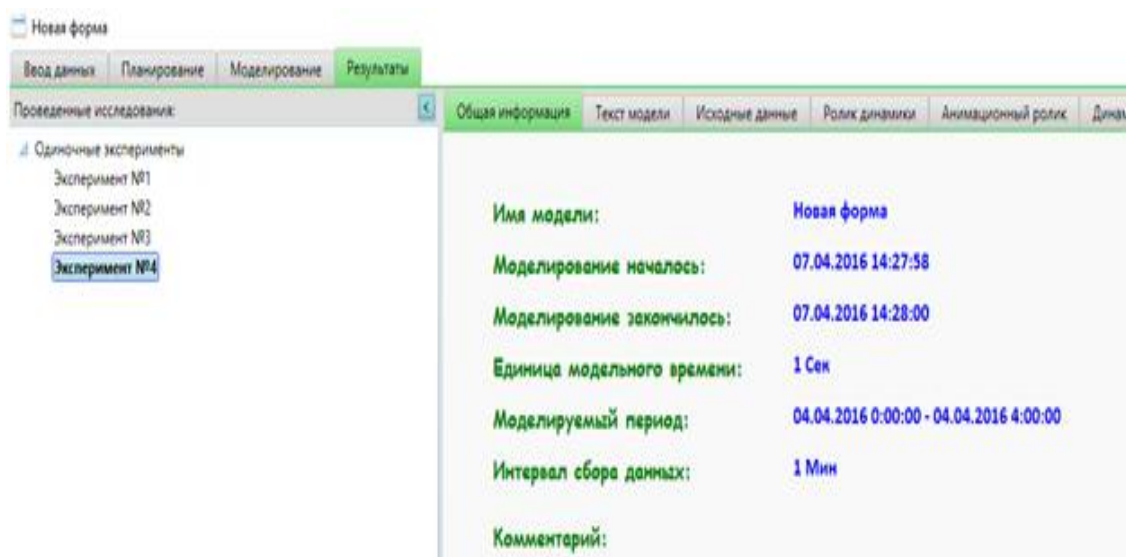 Новая форма
Ввод данных Планирование Моделирование Результаты
Проведенные исследования:
Общая информация Текст модели Исходные данные Ролик динамики Анимационный ролик
Одиночные эксперименты
Эксперимент №1
Эксперимент №2
Эксперимент №3
Эксперимент №4
Имя модели: Новая форма
Моделирование началось: 07.04.2016 14:27:58
Моделирование закончилось: 07.04.2016 14:28:00
Единица модельного времени: 1 Сек
Моделируемый период: 04.04.2016 0:00:00 - 04.04.2016 4:00:00
Интервал сбора данных: 1 Мин
Комментарий: